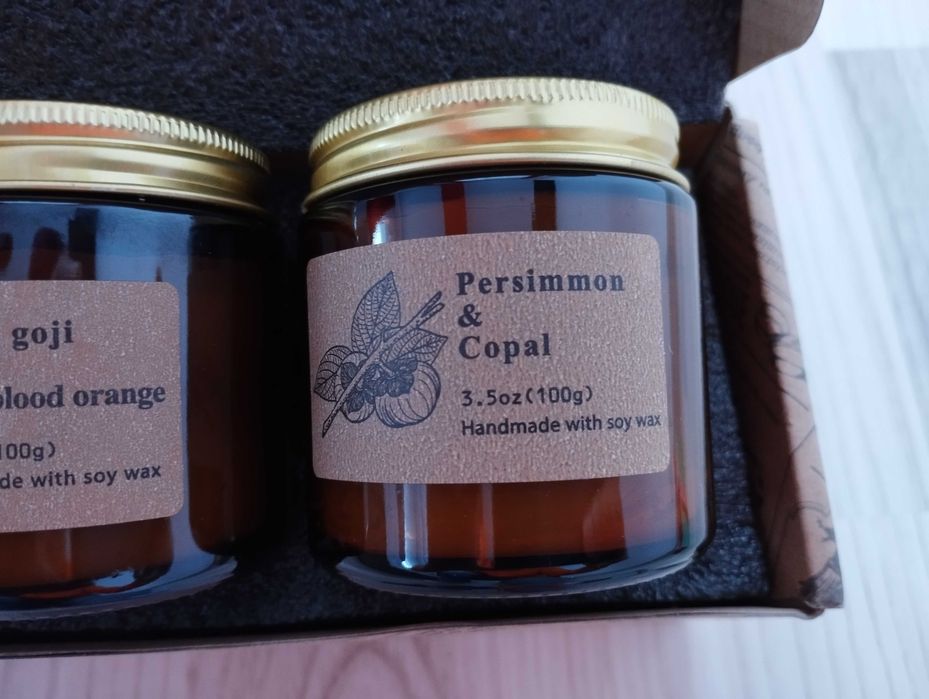 goji
blood orange
100g)
de with soy wax
Persimmon
&
Copal
3.5oz(100g)
Handmade with soy wax